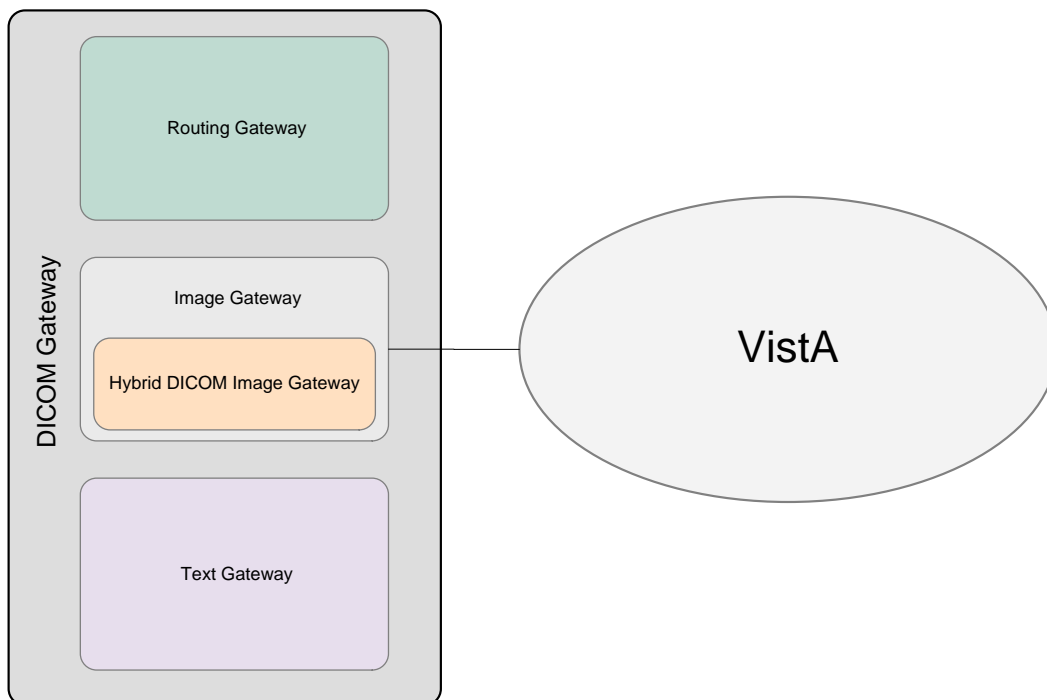 DICOM Gateway
Routing Gateway
Image Gateway
Hybrid DICOM Image Gateway
Text Gateway
VistA